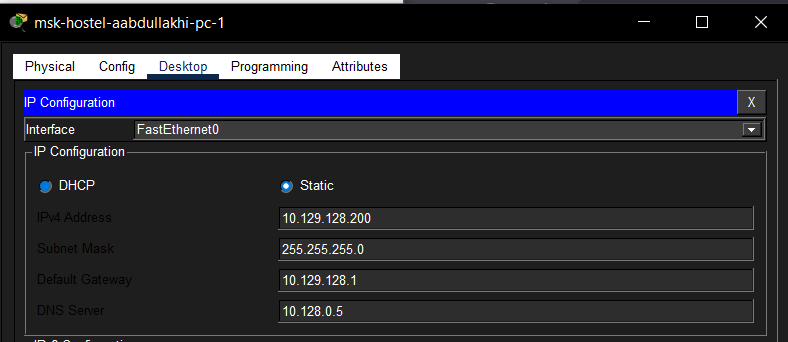 msk-hostel-aabdullakhi-pc-1
Physical Config Desktop Programming Attributes
IP Configuration X
Interface FastEthernet0
IP Configuration
DHCP Static
IPv4 Address 10.129.128.200
Subnet Mask 255.255.255.0
Default Gateway 10.129.128.1
DNS Server 10.128.0.5